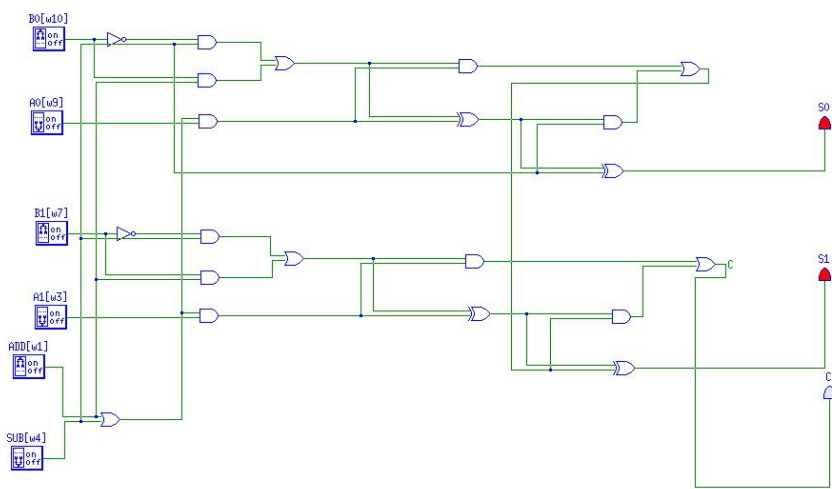 B0[w10]
on
off
A0[w9]
on
off
S0
B1[w7]
on
off
C
S1
A1[w3]
on
off
ADD[w1]
on
off
C
SUB[w4]
on
off